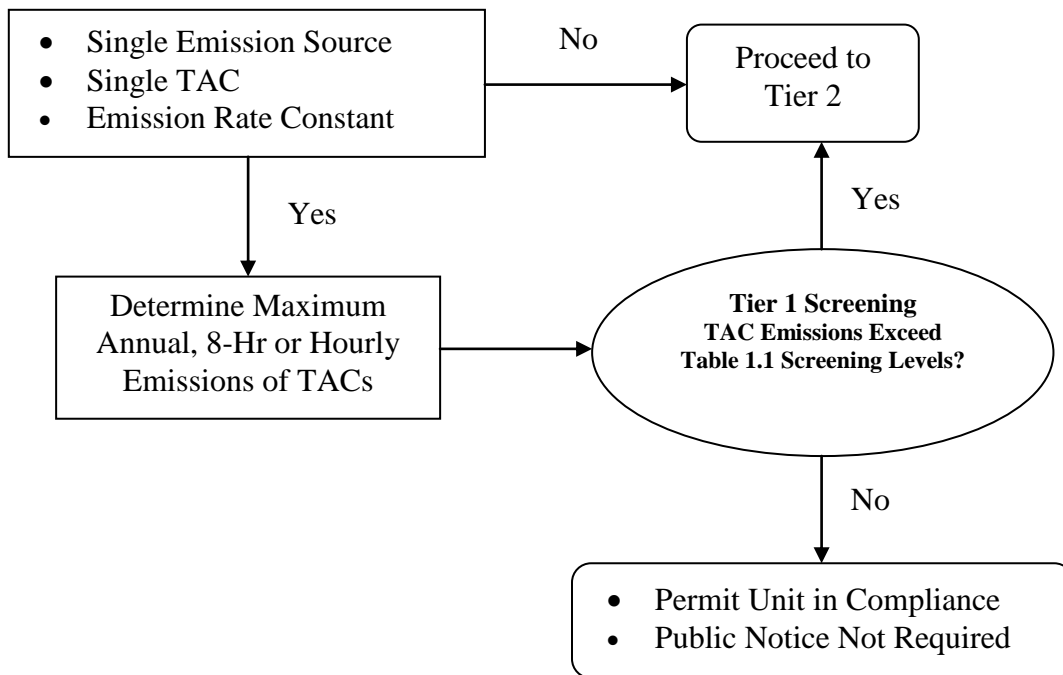 • Single Emission Source
• Single TAC
• Emission Rate Constant
No
Proceed to
Tier 2
Yes
Yes
Determine Maximum
Annual, 8-Hr or Hourly
Emissions of TACs
Tier 1 Screening
TAC Emissions Exceed
Table 1.1 Screening Levels?
No
• Permit Unit in Compliance
• Public Notice Not Required